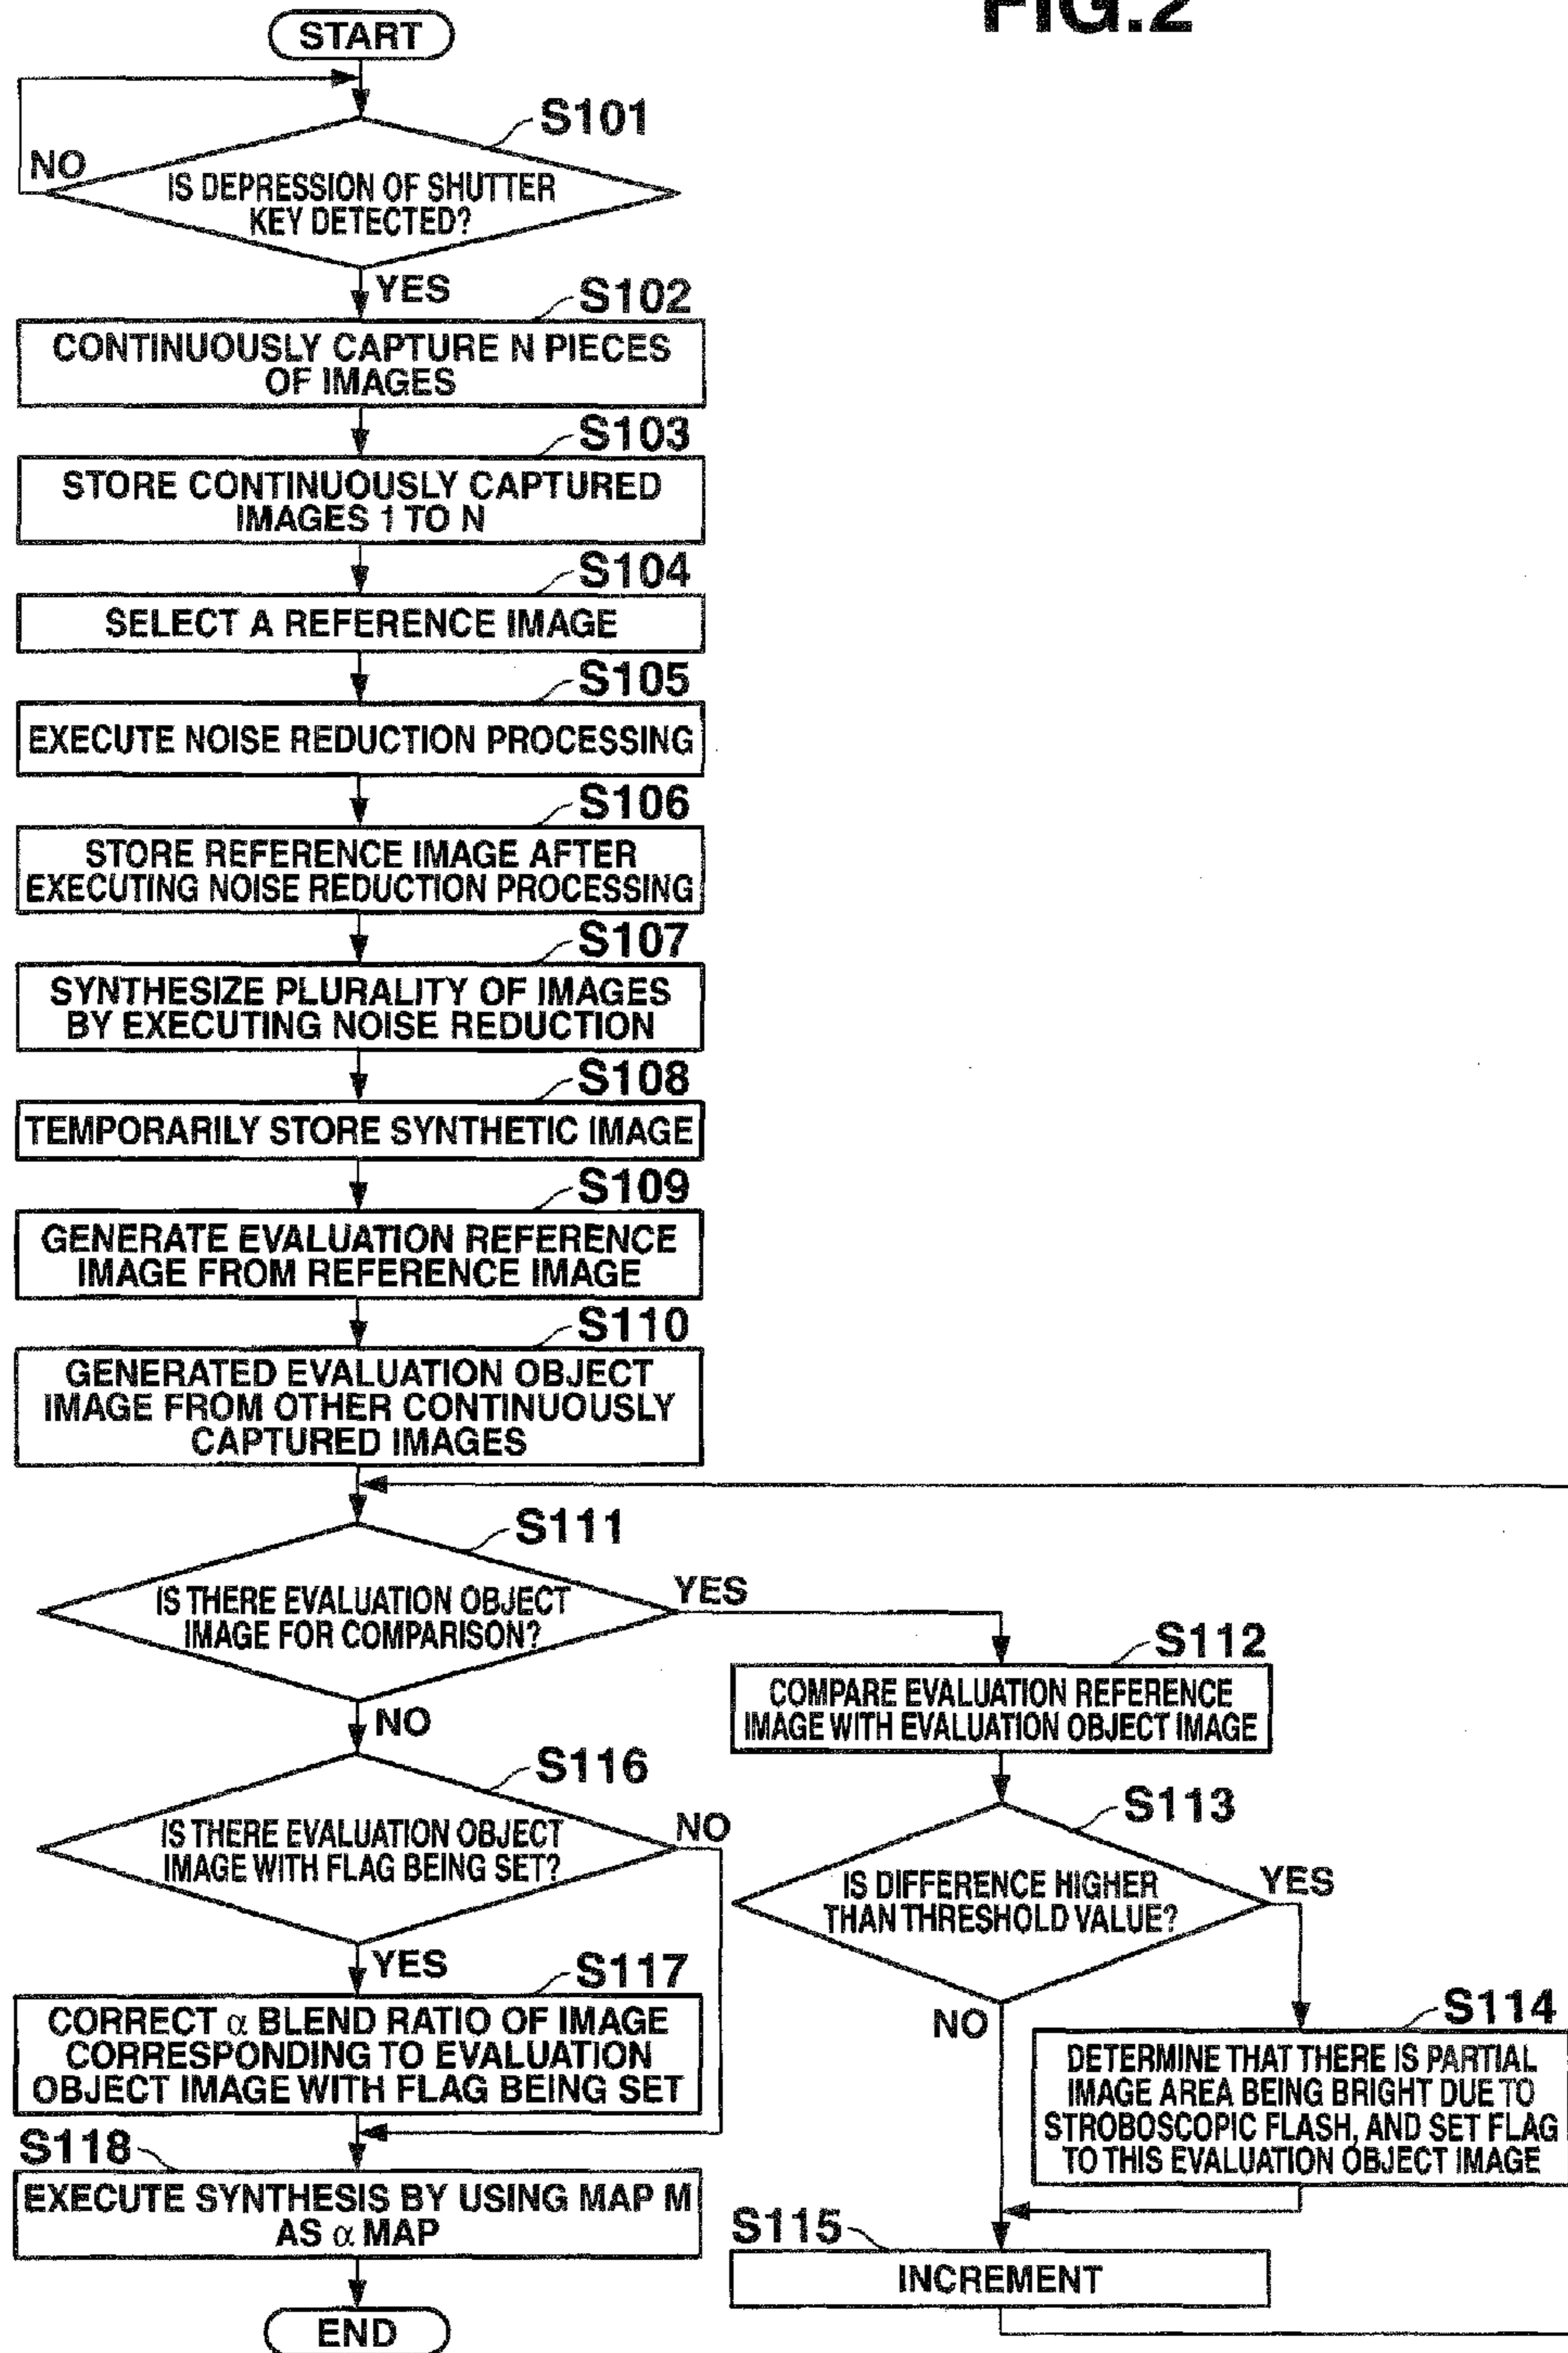 FIG.2
START
S101
NO
IS DEPRESSION OF SHUTTER
KEY DETECTED?
YES
S102
CONTINUOUSLY CAPTURE N PIECES
OF IMAGES
S103
STORE CONTINUOUSLY CAPTURED
IMAGES 1 TO N
S104
SELECT A REFERENCE IMAGE
S105
EXECUTE NOISE REDUCTION PROCESSING
S106
STORE REFERENCE IMAGE AFTER
EXECUTING NOISE REDUCTION PROCESSING
S107
SYNTHESIZE PLURALITY OF IMAGES
BY EXECUTING NOISE REDUCTION
S108
TEMPORARILY STORE SYNTHETIC IMAGE
S109
GENERATE EVALUATION REFERENCE
IMAGE FROM REFERENCE IMAGE
S110
GENERATED EVALUATION OBJECT
IMAGE FROM OTHER CONTINUOUSLY
CAPTURED IMAGES
S111
IS THERE EVALUATION OBJECT
IMAGE FOR COMPARISON?
YES
NO
S112
COMPARE EVALUATION REFERENCE
IMAGE WITH EVALUATION OBJECT IMAGE
S113
IS DIFFERENCE HIGHER
THAN THRESHOLD VALUE?
YES
NO
S114
DETERMINE THAT THERE IS PARTIAL
IMAGE AREA BEING BRIGHT DUE TO
STROBOSCOPIC FLASH, AND SET FLAG
TO THIS EVALUATION OBJECT IMAGE
S115
INCREMENT
S116
IS THERE EVALUATION OBJECT
IMAGE WITH FLAG BEING SET?
NO
YES
S117
CORRECT α BLEND RATIO OF IMAGE
CORRESPONDING TO EVALUATION
OBJECT IMAGE WITH FLAG BEING SET
S118
EXECUTE SYNTHESIS BY USING MAP M
AS α MAP
END